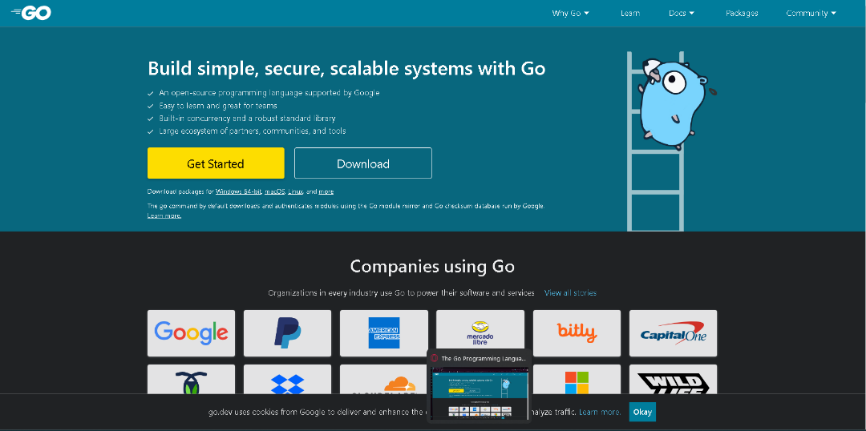 GO
Why Go
Learn
Docs
Packages
Community
Build simple, secure, scalable systems with Go
An open-source programming language supported by Google
Easy to learn and great for teams
Built-in concurrency and a robust standard library
Large ecosystem of partners, communities, and tools
Get Started
Download
Download packages for Windows 64-bit, macOS, Linux, and more
The go command by default downloads and authenticates modules using the Go module mirror and Go checksum database run by Google.
Learn more.
Companies using Go
Organizations in every industry use Go to power their software and services View all stories
Google
AMERICAN
EXPRESS
mercado
libre
bitly
Capital One
The Go Programming Langua...
WILD LIFE
go.dev uses cookies from Google to deliver and enhance the
nalyze traffic. Learn more.
Okay